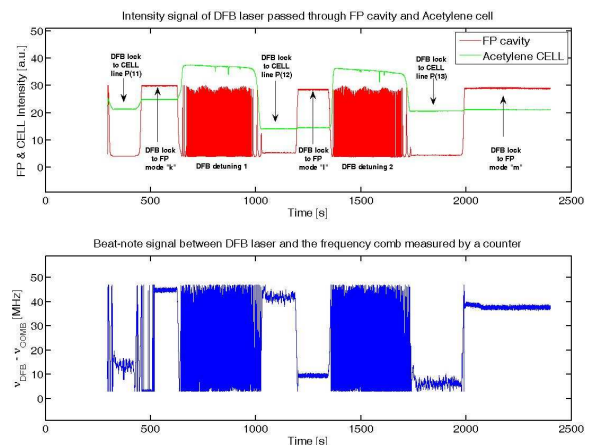 Intensity signal of DFB laser passed through FP cavity and Acetylene cell
FP & CELL Intensity [a.u.]
50
40
30
20
10
0
DFB lock
to CELL
line P(11)
DFB lock
to CELL
line P(12)
DFB lock
to CELL
line P(13)
FP cavity
Acetylene CELL
DFB lock
to FP
mode "k"
DFB detuning 1
DFB lock
to FP
mode "l"
DFB detuning 2
DFB lock
to FP
mode "m"
0
500
1000
1500
2000
2500
Time [s]
Beat-note signal between DFB laser and the frequency comb measured by a counter
νDFB - νCOMB [MHz]
50
40
30
20
10
0
0
500
1000
1500
2000
2500
Time [s]